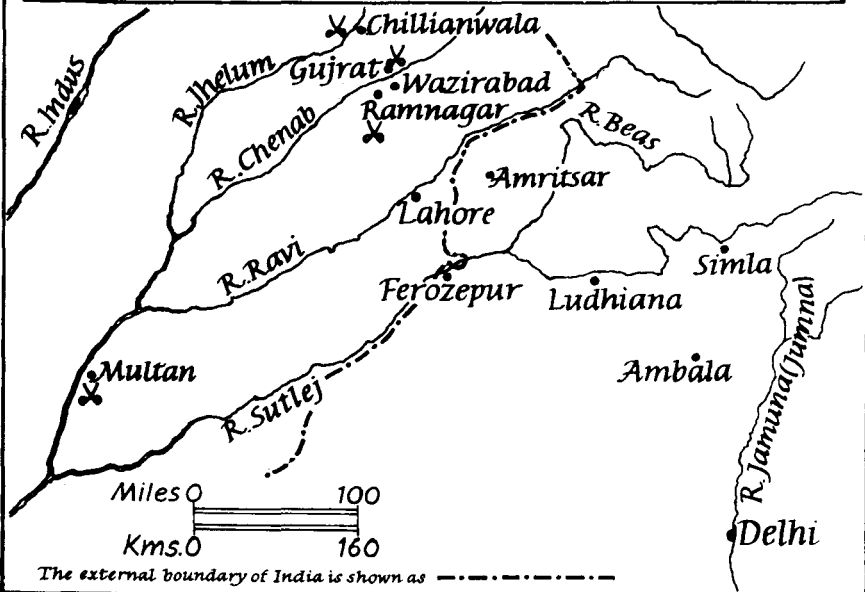 Chillianwala
R.Indus
R.Jhelum
Gujrat
Wazirabad
Ramnagar
R.Chenab
R.Beas
Amritsar
Lahore
R.Ravi
Simla
Ferozepur
Ludhiana
R.Jamuna(Jumna)
Multan
Ambala
R.Sutlej
Miles 0 100
Kms.0 160
Delhi
The external boundary of India is shown as